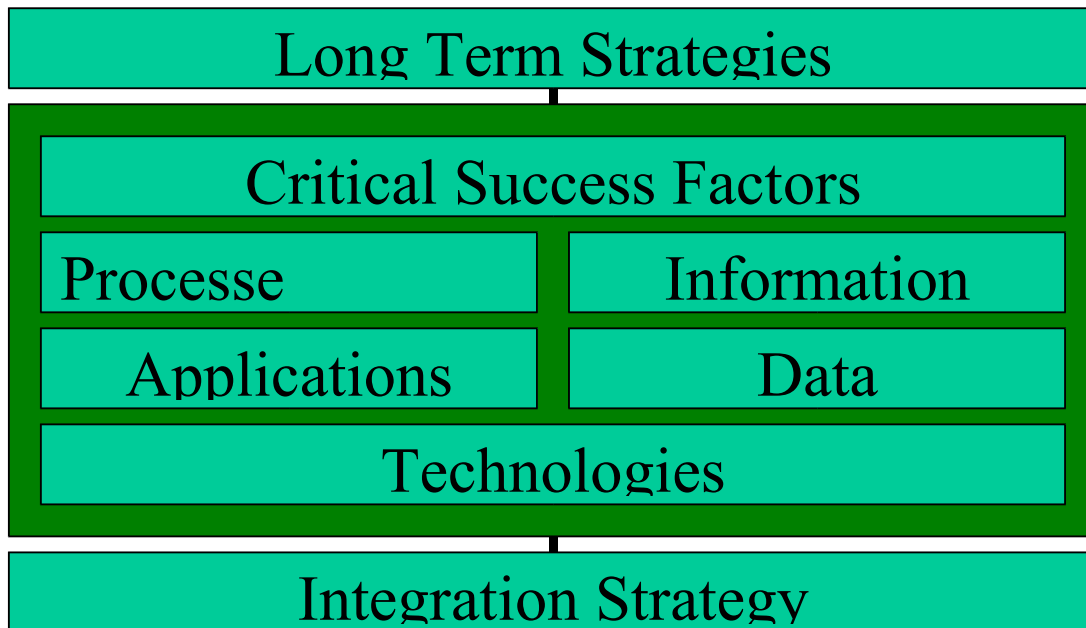 Long Term Strategies
Critical Success Factors
Processe
Information
Applications
Data
Technologies
Integration Strategy